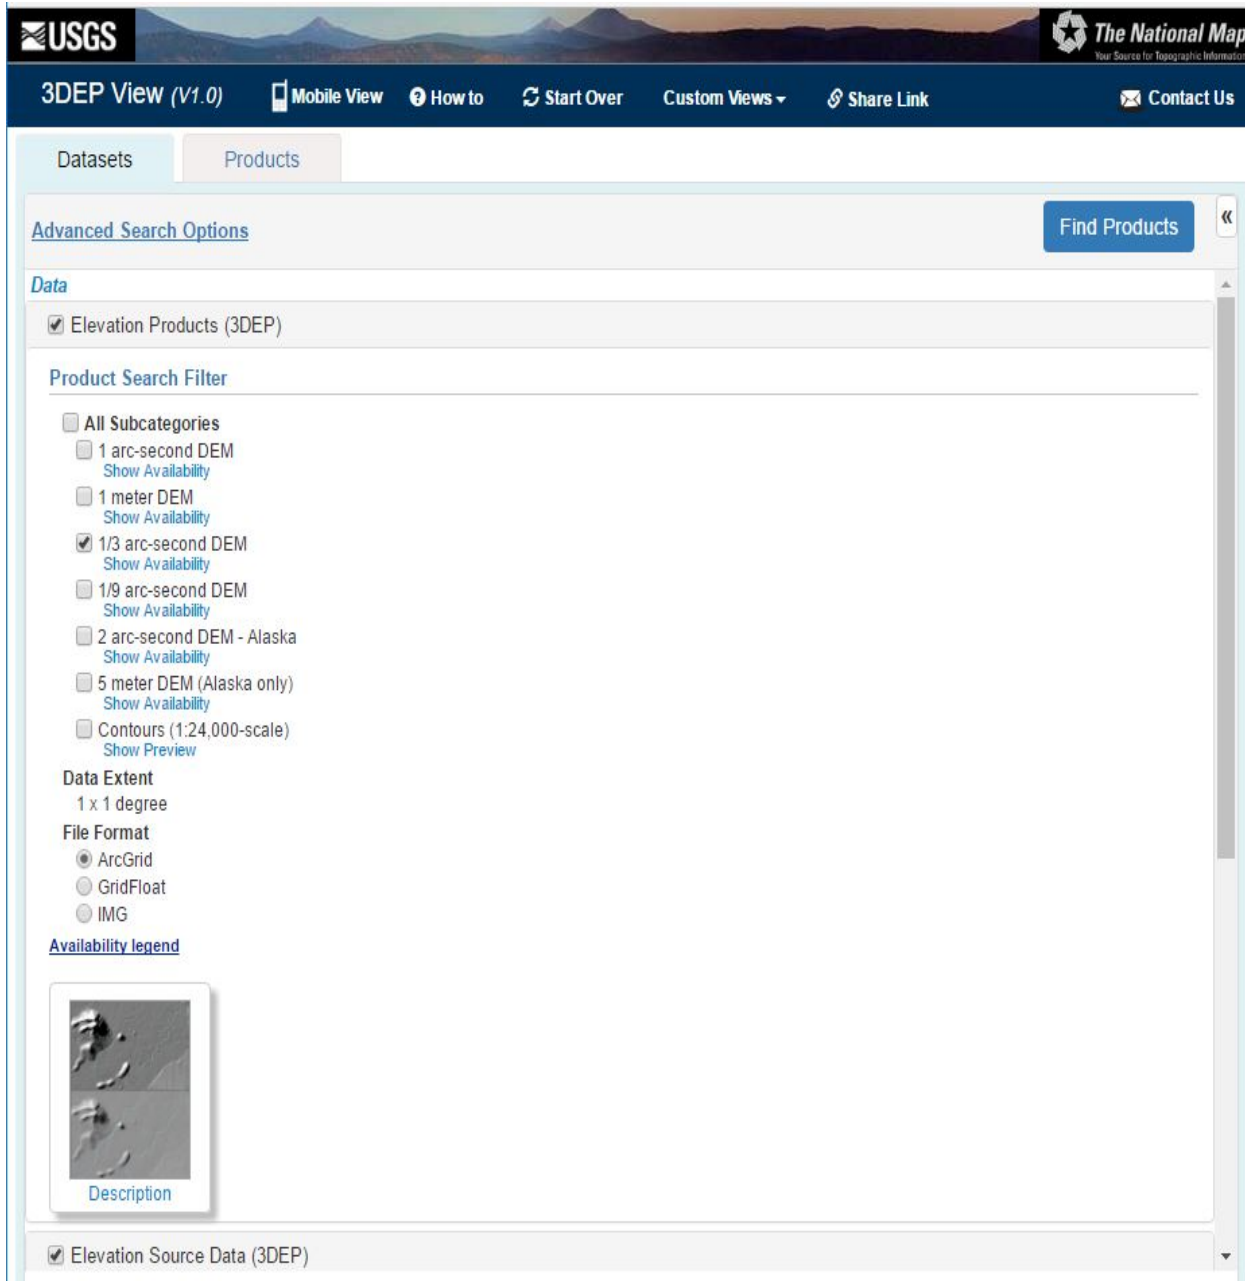 USGS
The National Map
Your Source for Topographic Information
3DEP View (V1.0)
Mobile View
How to
Start Over
Custom Views
Share Link
Contact Us
Datasets
Products
Advanced Search Options
Find Products
«
Data
Elevation Products (3DEP)
Product Search Filter
All Subcategories
1 arc-second DEM
Show Availability
1 meter DEM
Show Availability
1/3 arc-second DEM
Show Availability
1/9 arc-second DEM
Show Availability
2 arc-second DEM - Alaska
Show Availability
5 meter DEM (Alaska only)
Show Availability
Contours (1:24,000-scale)
Show Preview
Data Extent
1 x 1 degree
File Format
ArcGrid
GridFloat
IMG
Availability legend
Description
Elevation Source Data (3DEP)